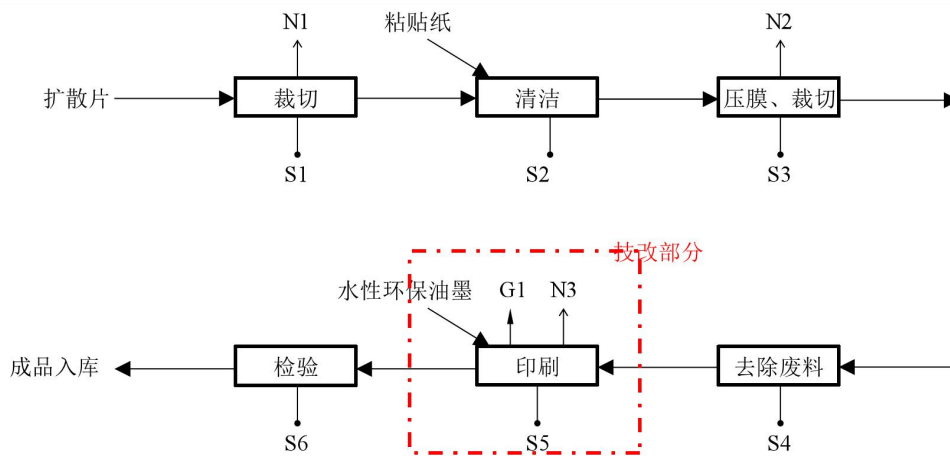 N1
粘贴纸
N2
扩散片
裁切
清洁
压膜、裁切
S1
S2
S3
技改部分
水性环保油墨
G1
N3
成品入库
检验
印刷
去除废料
S6
S5
S4